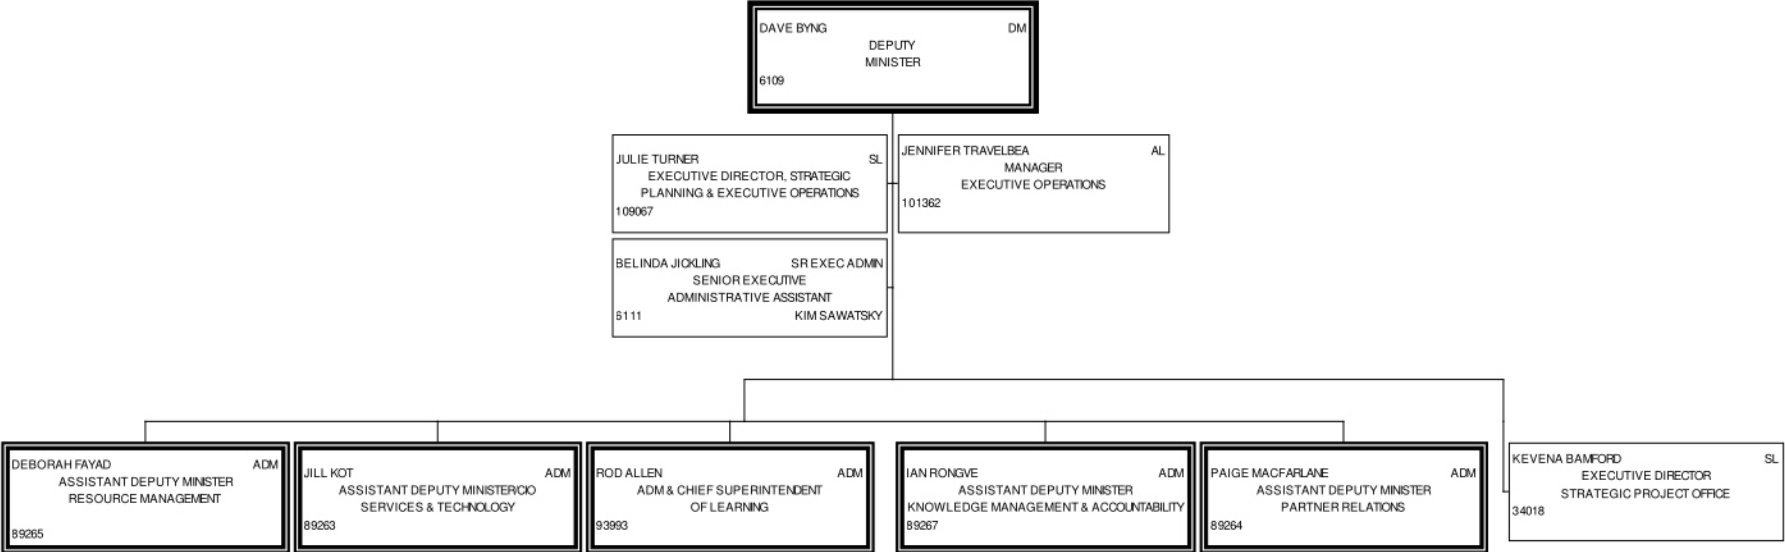 DAVE BYNG DM
DEPUTY
MINISTER
6109
JULIE TURNER SL
EXECUTIVE DIRECTOR, STRATEGIC
PLANNING & EXECUTIVE OPERATIONS
109067
JENNIFER TRAVELBEA AL
MANAGER
EXECUTIVE OPERATIONS
101362
BELINDA JICKLING SR EXEC ADMIN
SENIOR EXECUTIVE
ADMINISTRATIVE ASSISTANT
6111 KIM SAWATSKY
DEBORAH FAYAD ADM
ASSISTANT DEPUTY MINISTER
RESOURCE MANAGEMENT
89265
JILL KOT ADM
ASSISTANT DEPUTY MINISTER/CIO
SERVICES & TECHNOLOGY
89263
ROD ALLEN ADM
ADM & CHIEF SUPERINTENDENT
OF LEARNING
93993
IAN RONGVE ADM
ASSISTANT DEPUTY MINISTER
KNOWLEDGE MANAGEMENT & ACCOUNTABILITY
89267
PAIGE MACFARLANE ADM
ASSISTANT DEPUTY MINISTER
PARTNER RELATIONS
89264
KEVENA BAMFORD SL
EXECUTIVE DIRECTOR
STRATEGIC PROJECT OFFICE
34018